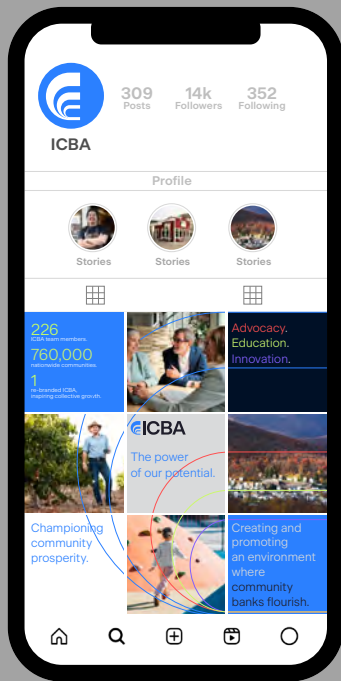 309
14k
352
Posts
Followers
Following
ICBA
Profile
Stories
Stories
Stories
226
ICBA team members.
760,000
nationwide communities.
1
re-branded ICBA,
inspiring collective growth.
Advocacy.
Education.
Innovation.
ICBA
The power
of our potential.
Championing
community
prosperity.
Creating and
promoting
an environment
where
community
banks flourish.